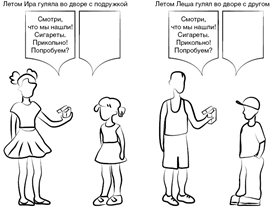 Летом Ира гуляла во дворе с подружкой
Смотри,
что мы нашли!
Сигареты.
Прикольно!
Попробуем?
Летом Леша гулял во дворе с другом
Смотри,
что мы нашли!
Сигареты.
Прикольно!
Попробуем?